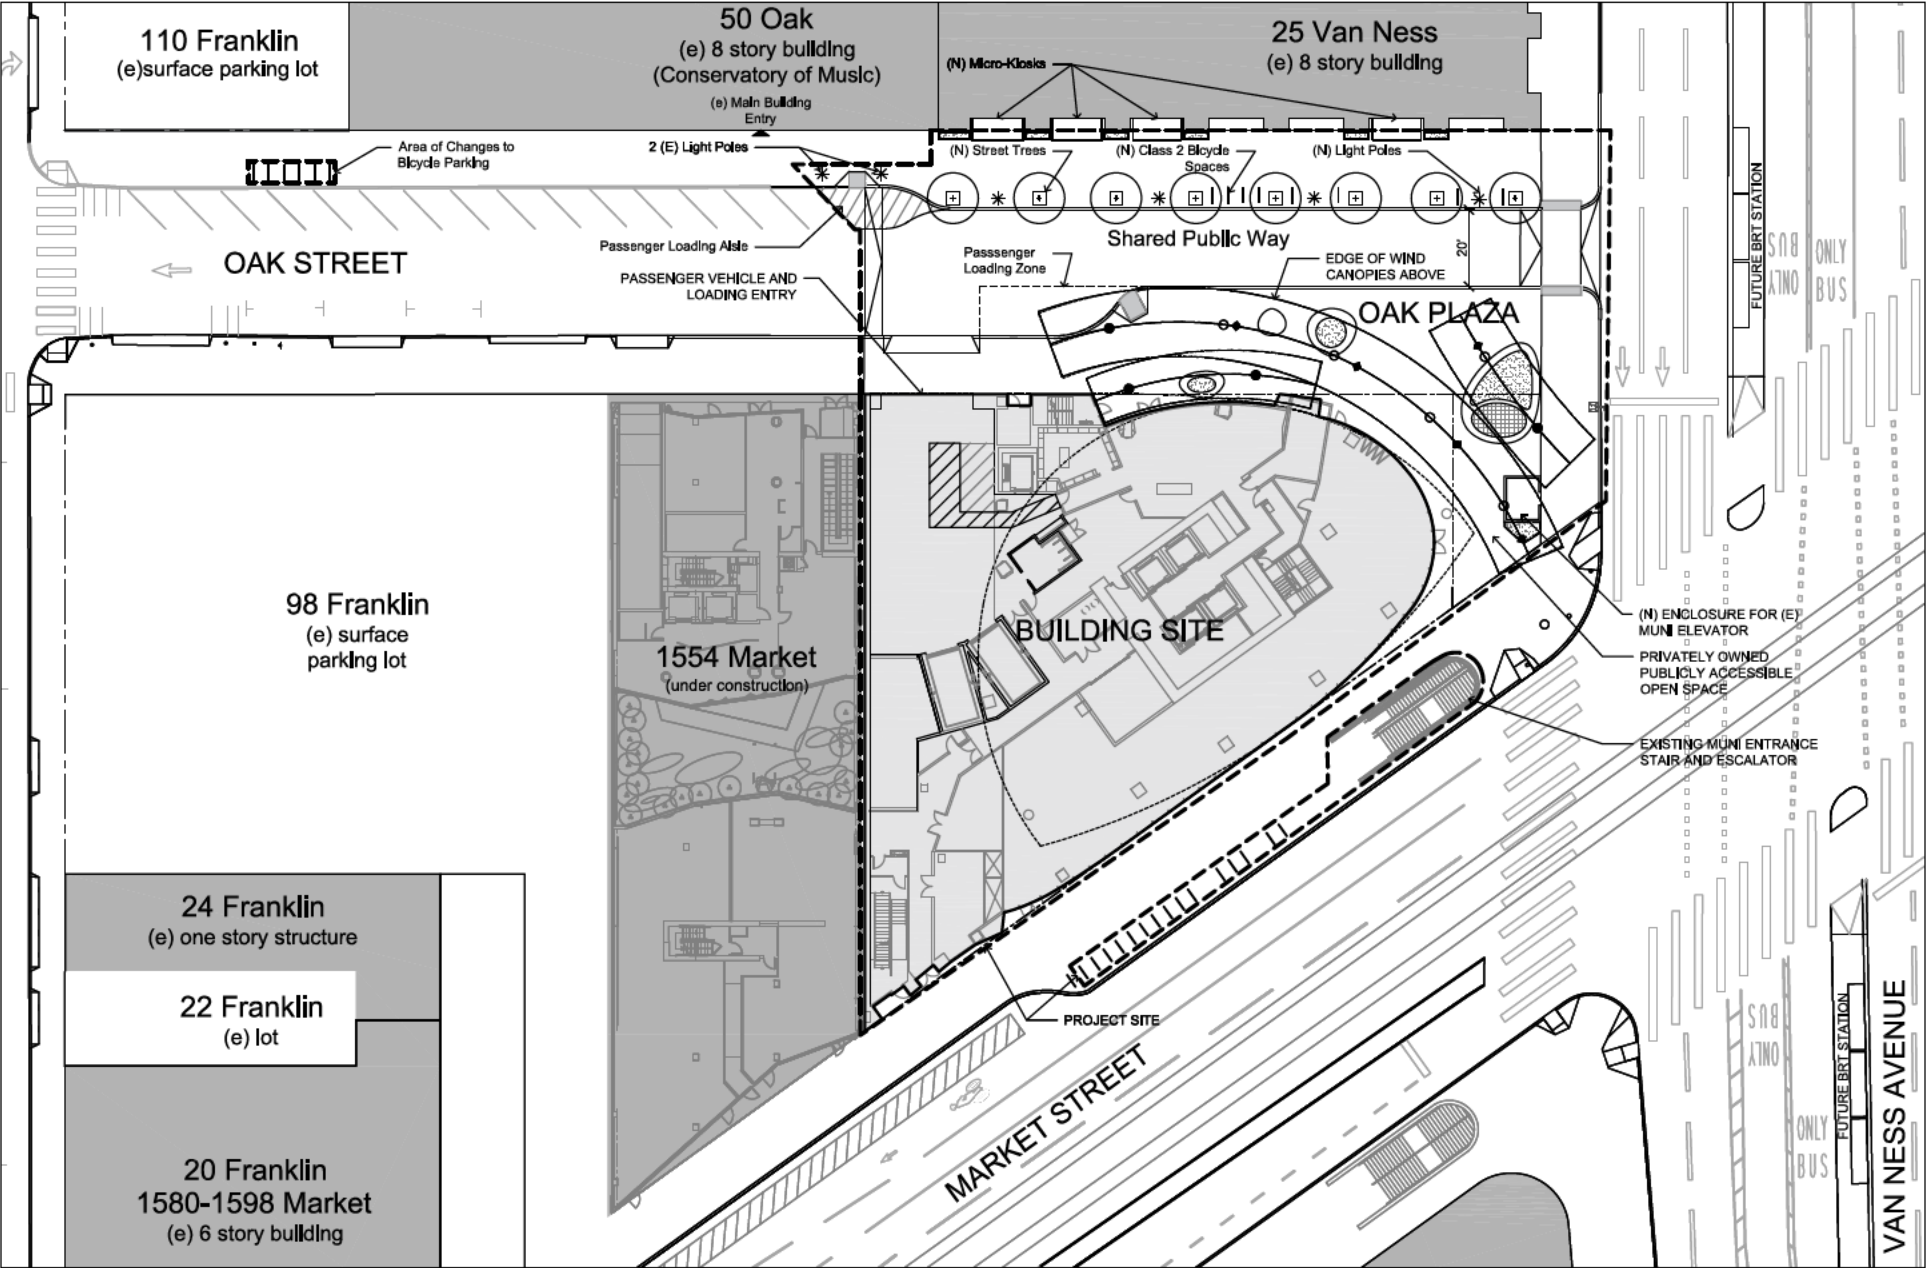 110 Franklin
(e)surface parking lot
50 Oak
(e) 8 story building
(Conservatory of Music)
(e) Main Building
Entry
25 Van Ness
(e) 8 story building
(N) Micro-Kiosks
Area of Changes to
Bicycle Parking
2 (E) Light Poles
(N) Street Trees
(N) Class 2 Bicycle
Spaces
(N) Light Poles
OAK STREET
Passenger Loading Aisle
PASSENGER VEHICLE AND
LOADING ENTRY
Shared Public Way
Passsenger
Loading Zone
EDGE OF WIND
CANOPIES ABOVE
20'
OAK PLAZA
FUTURE BRT STATION
BUS
ONLY
ONLY
BUS
98 Franklin
(e) surface
parking lot
1554 Market
(under construction)
BUILDING SITE
(N) ENCLOSURE FOR (E)
MUNI ELEVATOR
PRIVATELY OWNED
PUBLICLY ACCESSIBLE
OPEN SPACE
EXISTING MUNI ENTRANCE
STAIR AND ESCALATOR
24 Franklin
(e) one story structure
22 Franklin
(e) lot
PROJECT SITE
MARKET STREET
20 Franklin
1580-1598 Market
(e) 6 story building
BUS
ONLY
ONLY
BUS
FUTURE BRT STATION
VAN NESS AVENUE